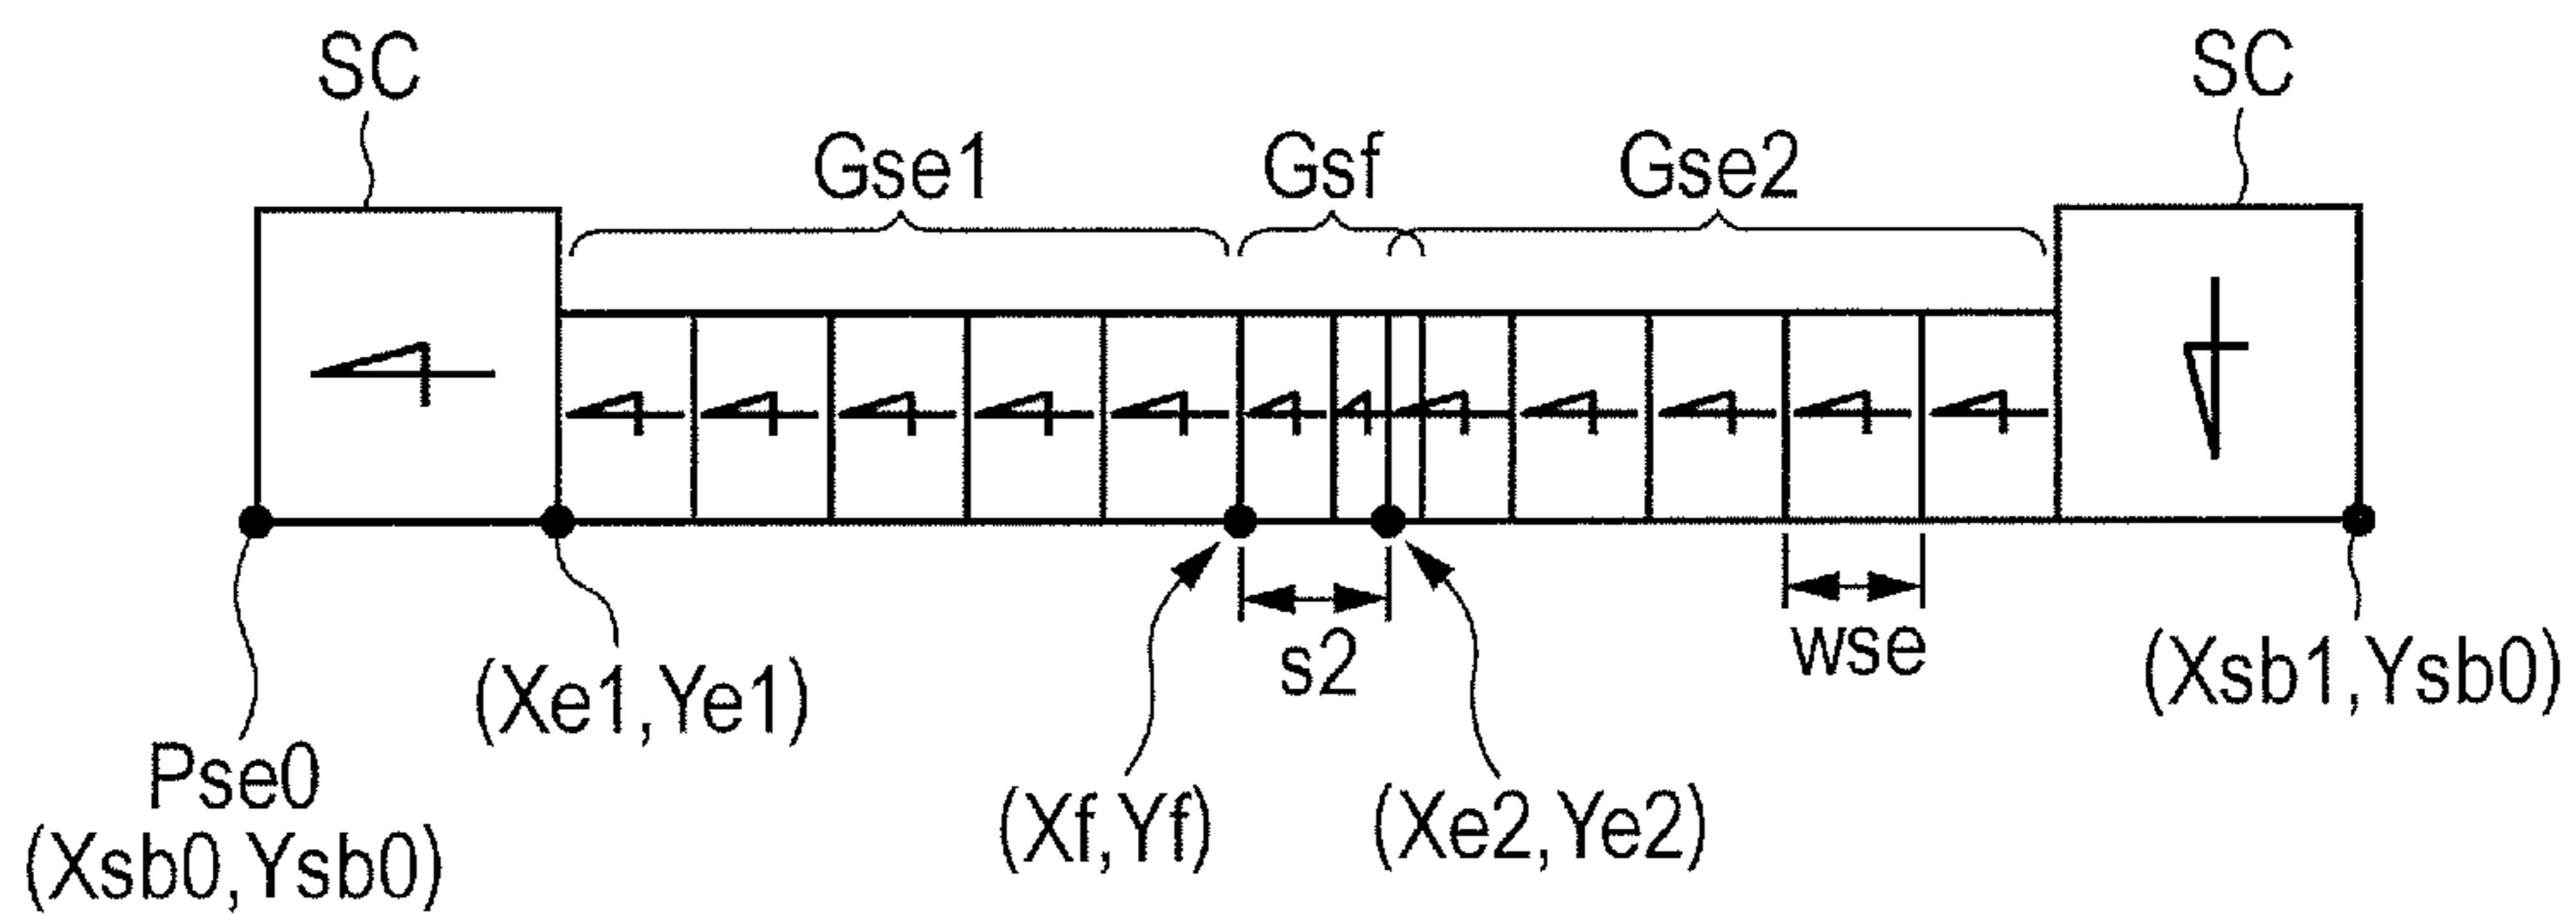 SC
SC
Gse1
Gsf
Gse2
s2
wse
(Xe1,Ye1)
(Xsb1,Ysb0)
Pse0
(Xsb0,Ysb0)
(Xf,Yf)
(Xe2,Ye2)